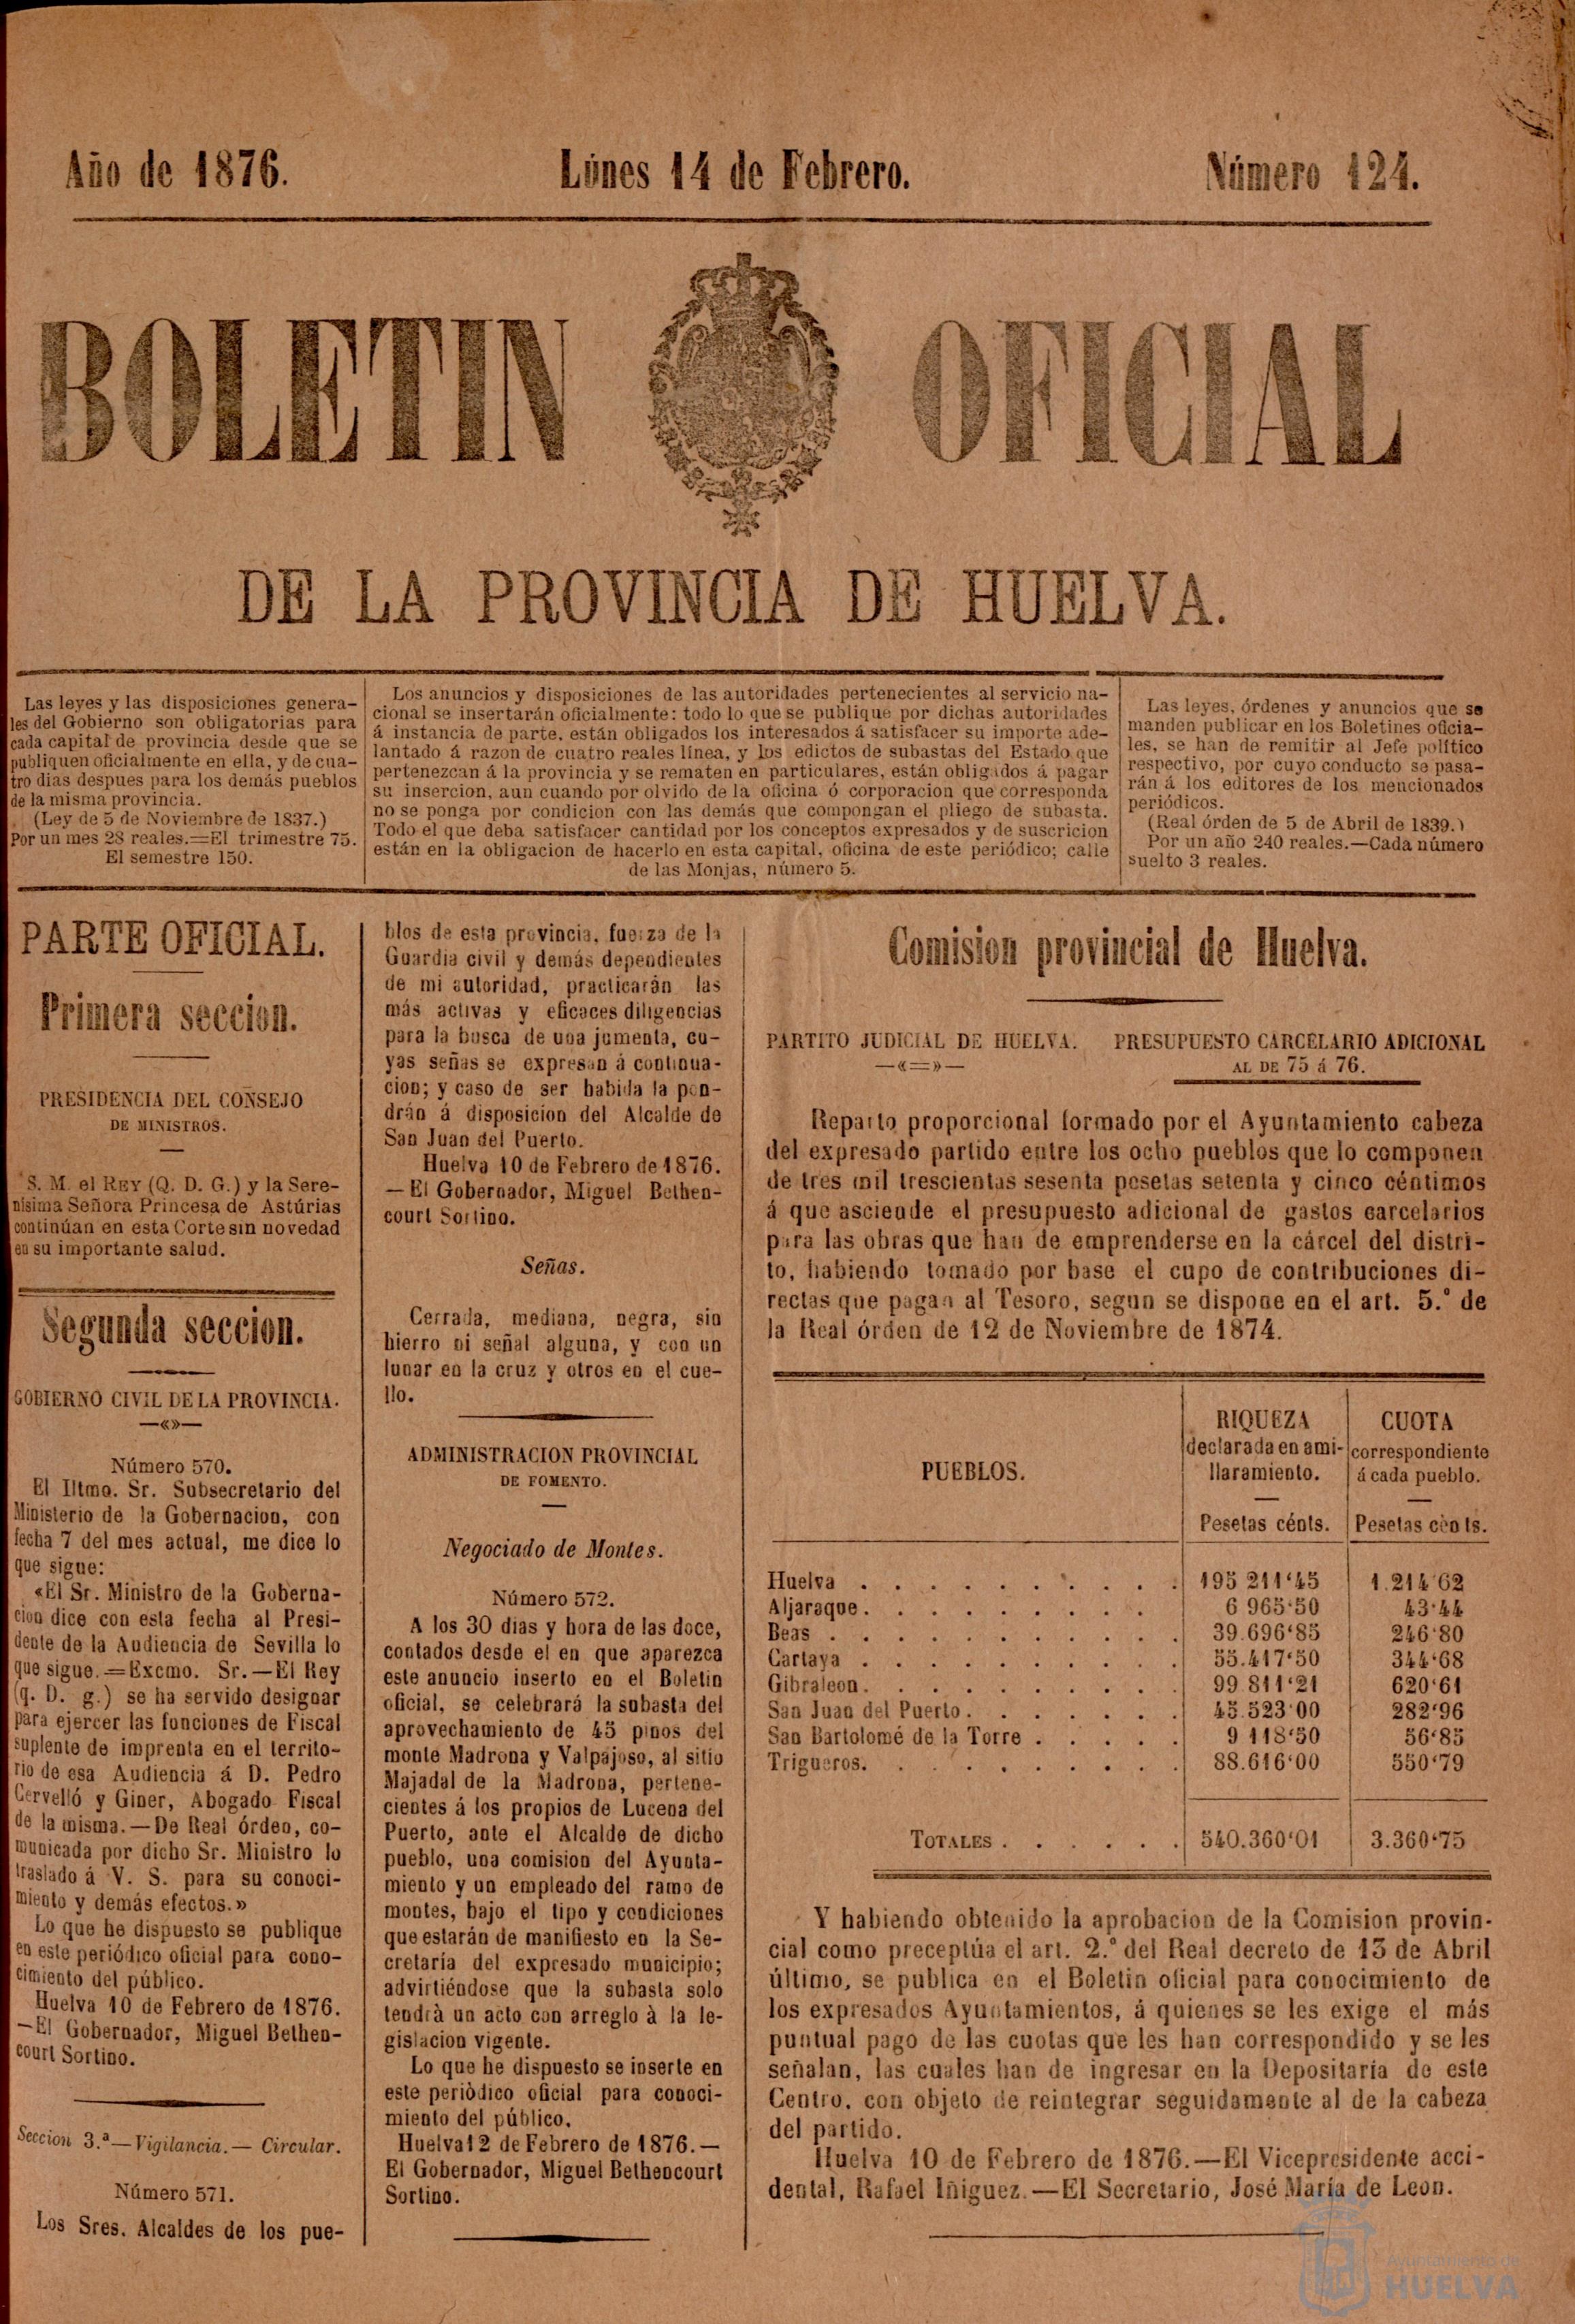 Año de 1876.
Lúnes 14 de Febrero.
Número 124.
BOLETIN OFICIAL
DE LA PROVINCIA DE HUELVA.
Las leyes y las disposiciones genera-
les del Gobierno son obligatorias para
cada capital de provincia desde que se
publiquen oficialmente en ella, y de cua-
tro dias despues para los demás pueblos
de la misma provincia.
(Ley de 5 de Noviembre de 1837.)
Por un mes 28 reales.=El trimestre 75.
El semestre 150.
Los anuncios y disposiciones de las autoridades pertenecientes al servicio na-
cional se insertarán oficialmente: todo lo que se publique por dichas autoridades
á instancia de parte, están obligados los interesados á satisfacer su importe ade-
lantado á razon de cuatro reales línea, y los edictos de subastas del Estado que
pertenezcan á la provincia y se rematen en particulares, están obligados á pagar
su insercion, aun cuando por olvido de la oficina ó corporacion que corresponda
no se ponga por condicion con las demás que compongan el pliego de subasta.
Todo el que deba satisfacer cantidad por los conceptos expresados y de suscricion
están en la obligacion de hacerlo en esta capital, oficina de este periódico; calle
de las Monjas, número 5.
Las leyes, órdenes y anuncios que se
manden publicar en los Boletines oficia-
les, se han de remitir al Jefe político
respectivo, por cuyo conducto se pasa-
rán á los editores de los mencionados
periódicos.
(Real órden de 5 de Abril de 1839.)
Por un año 240 reales.—Cada número
suelto 3 reales.
PARTE OFICIAL.
Primera seccion.
PRESIDENCIA DEL CONSEJO
DE MINISTROS.
S. M. el REY (Q. D. G.) y la Sere-
nísima Señora Princesa de Astúrias
continúan en esta Corte sin novedad
en su importante salud.
Segunda seccion.
GOBIERNO CIVIL DE LA PROVINCIA.
—«»—
Número 570.
El Iltmo. Sr. Subsecretario del
Ministerio de la Gobernacion, con
fecha 7 del mes actual, me dice lo
que sigue:
«El Sr. Ministro de la Goberna-
cion dice con esta fecha al Presi-
dente de la Audiencia de Sevilla lo
que sigue.=Excmo. Sr.—El Rey
(q. D. g.) se ha servido designar
para ejercer las funciones de Fiscal
suplente de imprenta en el territo-
rio de esa Audiencia á D. Pedro
Cervelló y Giner, Abogado Fiscal
de la misma.—De Real órden, co-
municada por dicho Sr. Ministro lo
traslado á V. S. para su conoci-
miento y demás efectos.»
Lo que he dispuesto se publique
en este periódico oficial para cono-
cimiento del público.
Huelva 10 de Febrero de 1876.
—El Gobernador, Miguel Bethen-
court Sortino.
Seccion 3.ª—Vigilancia.—Circular.
Número 571.
Los Sres. Alcaldes de los pue-
blos de esta provincia, fuerza de la
Guardia civil y demás dependientes
de mi autoridad, practicarán las
más activas y eficaces diligencias
para la busca de una jumenta, cu-
yas señas se expresan á continua-
cion; y caso de ser habida la pon-
drán á disposicion del Alcalde de
San Juan del Puerto.
Huelva 10 de Febrero de 1876.
—El Gobernador, Miguel Bethen-
court Sortino.
Señas.
Cerrada, mediana, negra, sin
hierro ni señal alguna, y con un
lunar en la cruz y otros en el cue-
llo.
ADMINISTRACION PROVINCIAL
DE FOMENTO.
Negociado de Montes.
Número 572.
A los 30 dias y hora de las doce,
contados desde el en que aparezca
este anuncio inserto en el Boletin
oficial, se celebrará la subasta del
aprovechamiento de 45 pinos del
monte Madrona y Valpajoso, al sitio
Majadal de la Madrona, pertene-
cientes á los propios de Lucena del
Puerto, ante el Alcalde de dicho
pueblo, una comision del Ayunta-
miento y un empleado del ramo de
montes, bajo el tipo y condiciones
que estarán de manifiesto en la Se-
cretaría del expresado municipio;
advirtiéndose que la subasta solo
tendrà un acto con arreglo à la le-
gislacion vigente.
Lo que he dispuesto se inserte en
este periòdico oficial para conoci-
miento del público.
Huelva 12 de Febrero de 1876.—
El Gobernador, Miguel Bethencourt
Sortino.
Comision provincial de Huelva.
PARTITO JUDICIAL DE HUELVA.
—«=»—
PRESUPUESTO CARCELARIO ADICIONAL
AL DE 75 á 76.
Reparto proporcional formado por el Ayuntamiento cabeza
del expresado partido entre los ocho pueblos que lo componen
de tres mil trescientas sesenta pesetas setenta y cinco céntimos
á que asciende el presupuesto adicional de gastos carcelarios
para las obras que han de emprenderse en la cárcel del distri-
to, habiendo tomado por base el cupo de contribuciones di-
rectas que pagan al Tesoro, segun se dispone en el art. 5.º de
la Real órden de 12 de Noviembre de 1874.
PUEBLOS.
RIQUEZA
declarada en ami-
llaramiento.
Pesetas cénts.
CUOTA
correspondiente
á cada pueblo.
Pesetas cènts.
Huelva . . . . . . . . . . 195 211'45 1.214'62
Aljaraque. . . . . . . . . 6 965'50 43'44
Beas . . . . . . . . . . . 39.696'85 246'80
Cartaya . . . . . . . . . . 55.417'50 344'68
Gibraleon. . . . . . . . . . 99 811'21 620'61
San Juan del Puerto. . . . . . . 45.523'00 282'96
San Bartolomé de la Torre . . . . . 9 118'50 56'85
Trigueros. . . . . . . . . . 88.616'00 550'79
TOTALES . . . . . . 540.360'01 3.360'75
Y habiendo obtenido la aprobacion de la Comision provin-
cial como preceptúa el art. 2.º del Real decreto de 13 de Abril
último, se publica en el Boletin oficial para conocimiento de
los expresados Ayuntamientos, á quienes se les exige el más
puntual pago de las cuotas que les han correspondido y se les
señalan, las cuales han de ingresar en la Depositaría de este
Centro, con objeto de reintegrar seguidamente al de la cabeza
del partido.
Huelva 10 de Febrero de 1876.—El Vicepresidente acci-
dental, Rafael Iñiguez.—El Secretario, José María de Leon.
Ayuntamiento de
HUELVA